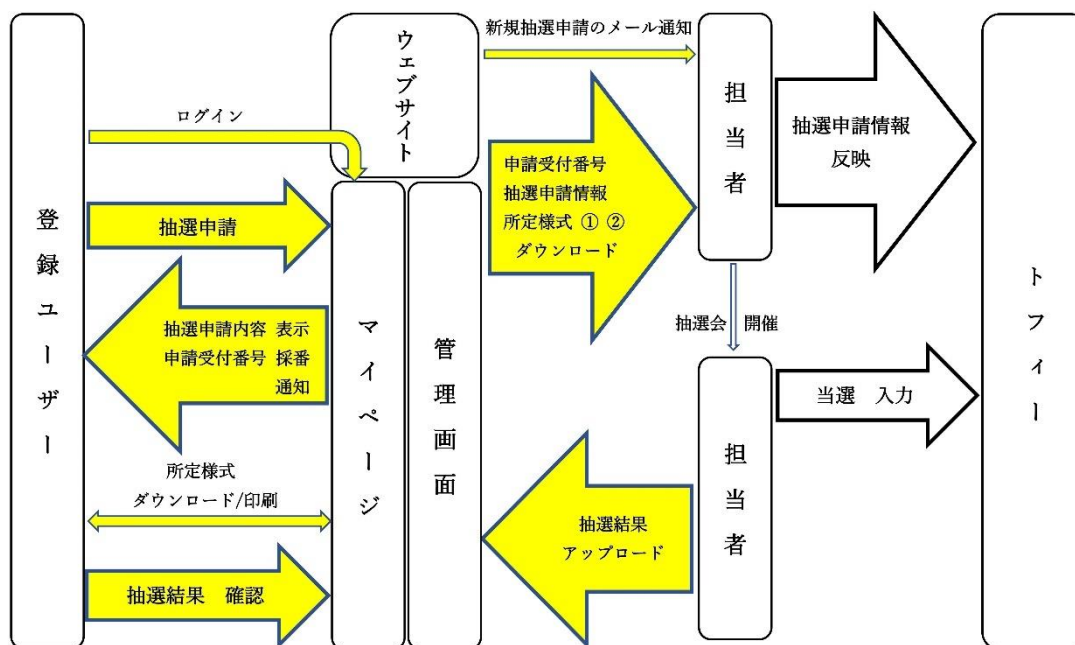 登録ユーザー
ウェブサイト
ログイン
抽選申請
抽選申請内容 表示
申請受付番号 採番
通知
所定様式
ダウンロード/印刷
抽選結果 確認
マイページ
管理画面
新規抽選申請のメール通知
申請受付番号
抽選申請情報
所定様式 ① ②
ダウンロード
担当者
抽選申請情報
反映
抽選会 開催
担当者
当選 入力
抽選結果
アップロード
トフィー